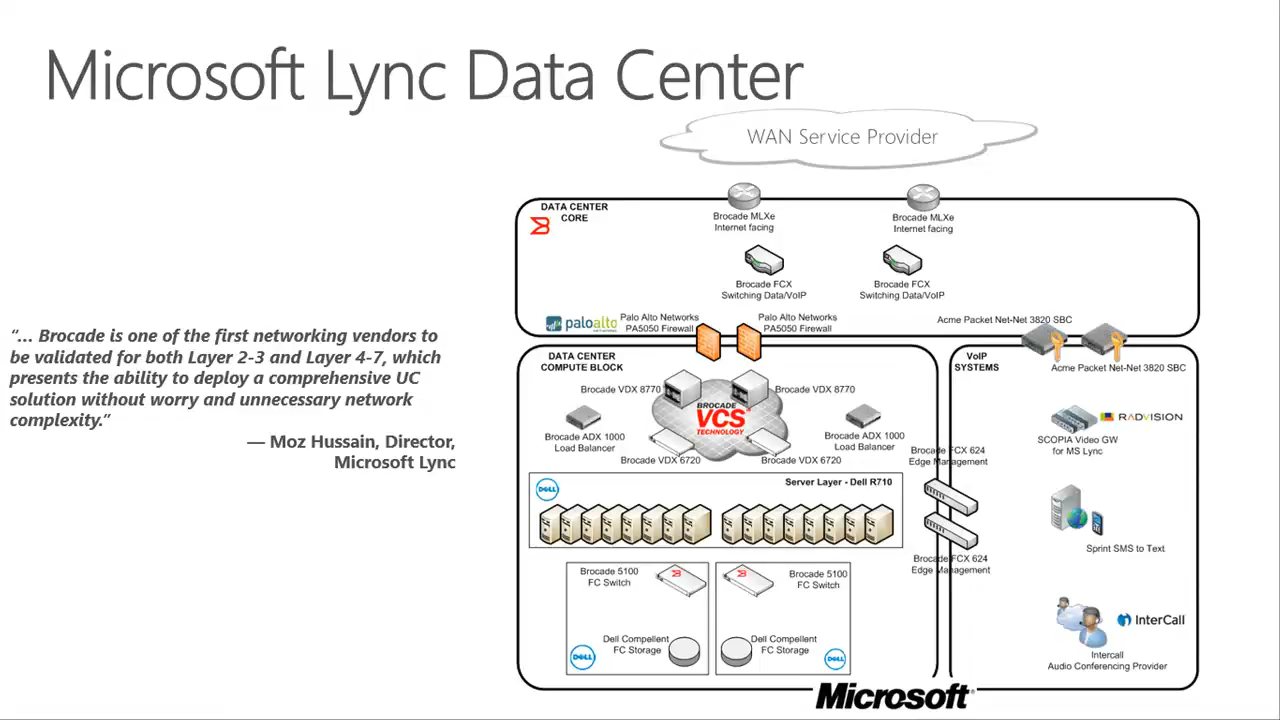 Microsoft Lync Data Center
WAN Service Provider
DATA CENTER
CORE
Brocade MLXe
Internet facing
Brocade MLXe
Internet facing
Brocade FCX
Switching Data/VoIP
Brocade FCX
Switching Data/VoIP
paloalto
Palo Alto Networks
PA5050 Firewall
Palo Alto Networks
PA5050 Firewall
Acme Packet Net-Net 3820 SBC
Acme Packet Net-Net 3820 SBC
"... Brocade is one of the first networking vendors to
be validated for both Layer 2-3 and Layer 4-7, which
presents the ability to deploy a comprehensive UC
solution without worry and unnecessary network
complexity."
— Moz Hussain, Director,
Microsoft Lync
DATA CENTER
COMPUTE BLOCK
Brocade VDX 8770
Brocade VDX 8770
BROCADE
VCS
TECHNOLOGY
Brocade ADX 1000
Load Balancer
Brocade ADX 1000
Load Balancer
Brocade VDX 6720
Brocade VDX 6720
DELL
Server Layer - Dell R710
Brocade 5100
FC Switch
Brocade 5100
FC Switch
Dell Compellent
FC Storage
Dell Compellent
FC Storage
DELL
DELL
Brocade FCX 624
Edge Management
Brocade FCX 624
Edge Management
VoIP
SYSTEMS
RADVISION
SCOPIA Video GW
for MS Lync
Sprint SMS to Text
InterCall
Intercall
Audio Conferencing Provider
Microsoft